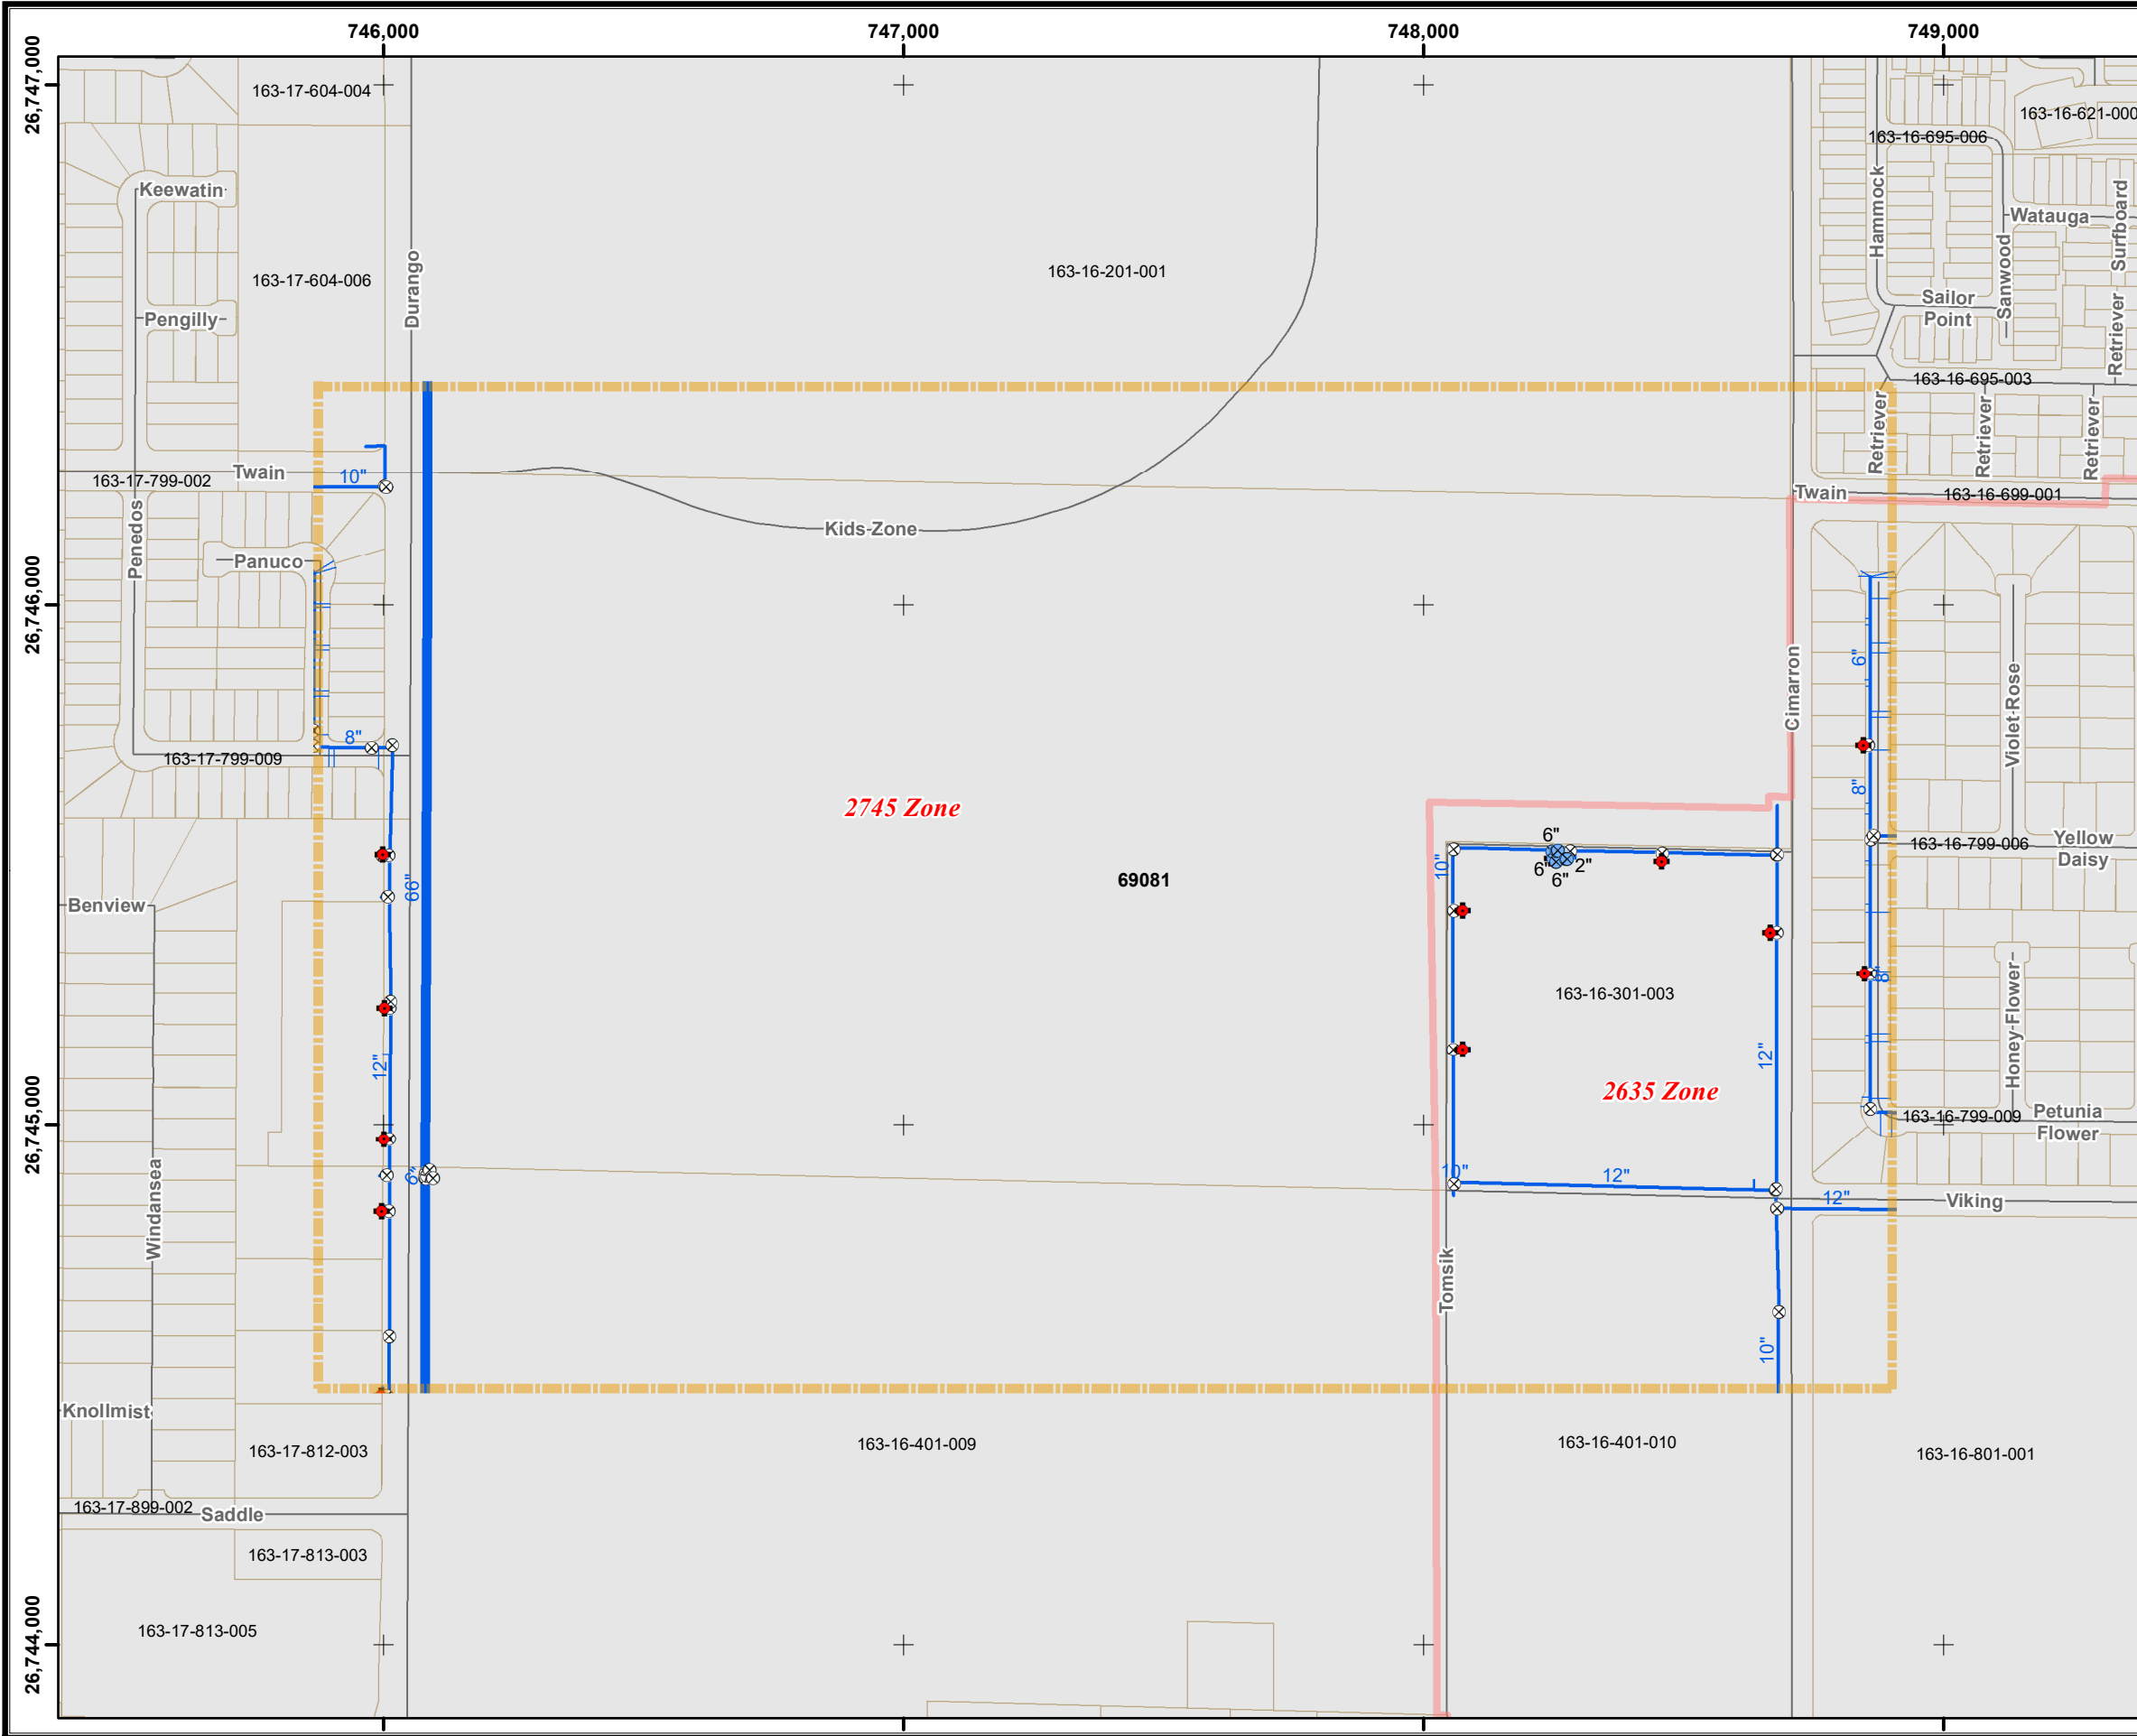 746,000
747,000
748,000
749,000
26,747,000
26,746,000
26,745,000
26,744,000
163-17-604-004
163-16-621-000
163-16-695-006
Keewatin
Hammock
Surfboard
Watauga
Durango
163-16-201-001
163-17-604-006
Sanwood
Sailor
Point
Pengilly
Retriever
163-16-695-003
Retriever
Retriever
Retriever
Twain
163-17-799-002
10"
Twain
163-16-699-001
Kids Zone
Penedos
Panuco
6"
Cimarron
Violet Rose
8"
163-17-799-009
8"
2745 Zone
6"
10"
6"
2"
6"
163-16-799-006
Yellow
Daisy
69081
66"
Benview
8"
163-16-301-003
Honey Flower
12"
12"
2635 Zone
163-16-799-009
Petunia
Flower
Windansea
6"
10"
12"
12"
Viking
Tomsik
10"
Knollmist
163-17-812-003
163-16-401-009
163-16-401-010
163-16-801-001
163-17-899-002
Saddle
163-17-813-003
163-17-813-005